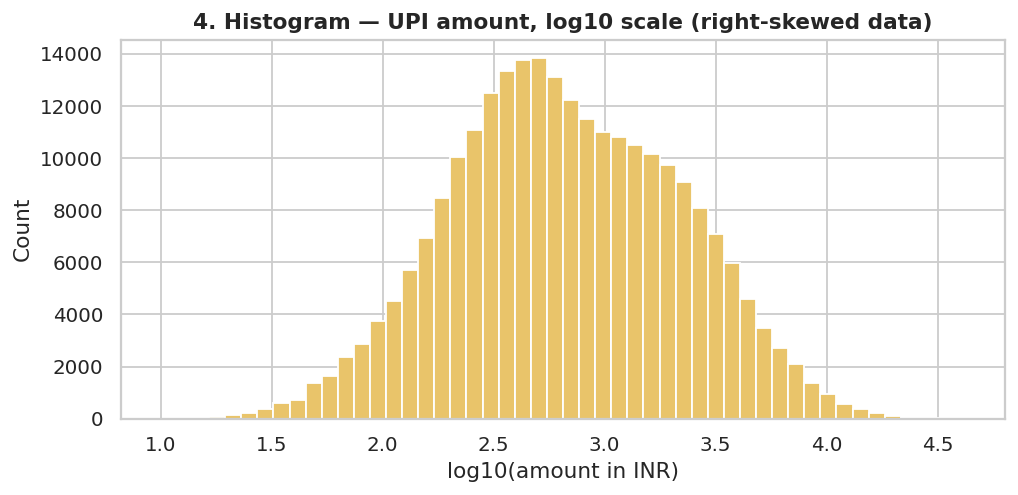 4. Histogram — UPI amount, log10 scale (right-skewed data)
14000
12000
10000
8000
6000
4000
2000
0
Count
1.0 1.5 2.0 2.5 3.0 3.5 4.0 4.5
log10(amount in INR)